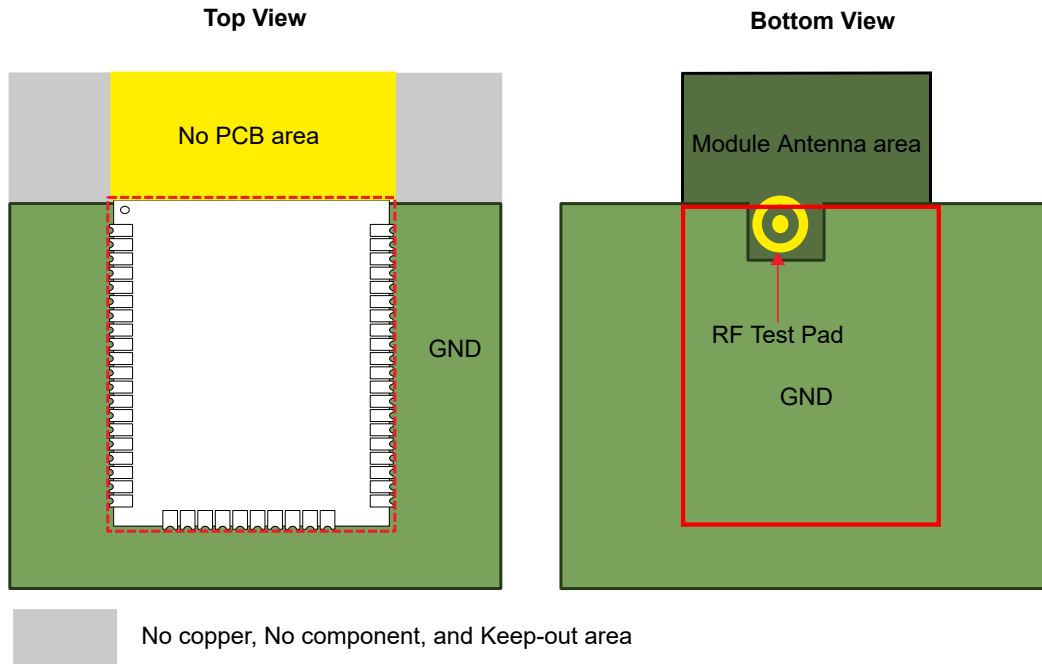 Top View
Bottom View
No PCB area
Module Antenna area
RF Test Pad
GND
GND
No copper, No component, and Keep-out area